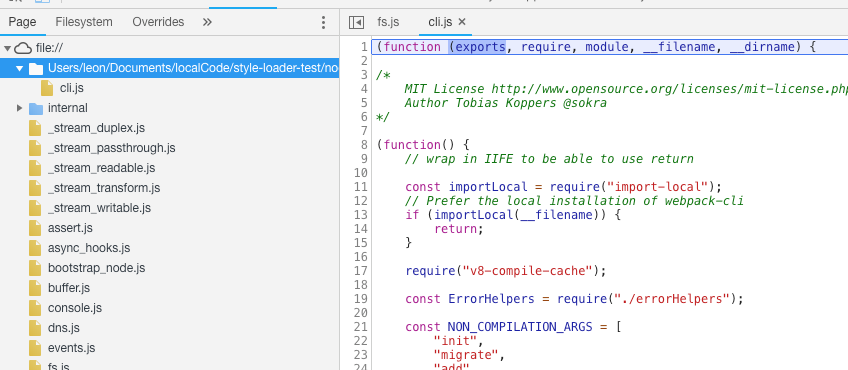 Page Filesystem Overrides »
file://
Users/leon/Documents/localCode/style-loader-test/no
cli.js
internal
_stream_duplex.js
_stream_passthrough.js
_stream_readable.js
_stream_transform.js
_stream_writable.js
assert.js
async_hooks.js
bootstrap_node.js
buffer.js
console.js
dns.js
events.js
fs.js
fs.js cli.js ×
1 (function (exports, require, module, __filename, __dirname) {
2
3 /*
4 MIT License http://www.opensource.org/licenses/mit-license.php
5 Author Tobias Koppers @sokra
6 */
7
8 (function() {
9 // wrap in IIFE to be able to use return
10
11 const importLocal = require("import-local");
12 // Prefer the local installation of webpack-cli
13 if (importLocal(__filename)) {
14 return;
15 }
16
17 require("v8-compile-cache");
18
19 const ErrorHelpers = require("./errorHelpers");
20
21 const NON_COMPILATION_ARGS = [
22 "init",
23 "migrate",
24 "add"